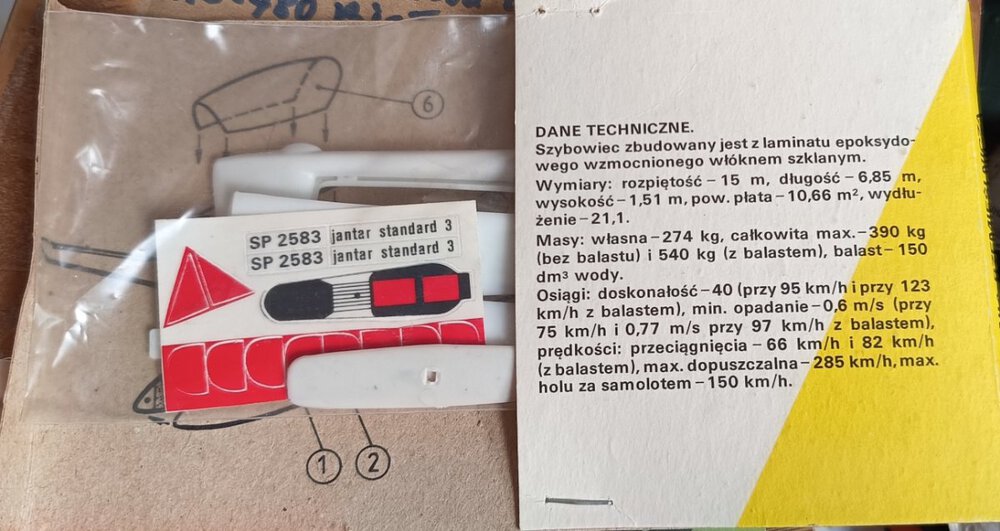 6
SP 2583 jantar standard 3
SP 2583 jantar standard 3
1 2
DANE TECHNICZNE.
Szybowiec zbudowany jest z laminatu epoksydo-
wego wzmocnionego włóknem szklanym.
Wymiary: rozpiętość – 15 m, długość – 6,85 m,
wysokość – 1,51 m, pow. płata – 10,66 m², wydłu-
żenie – 21,1.
Masy: własna – 274 kg, całkowita max. – 390 kg
(bez balastu) i 540 kg (z balastem), balast – 150
dm³ wody.
Osiągi: doskonałość – 40 (przy 95 km/h i przy 123
km/h z balastem), min. opadanie – 0,6 m/s (przy
75 km/h i 0,77 m/s przy 97 km/h z balastem),
prędkości: przeciągnięcia – 66 km/h i 82 km/h
(z balastem), max. dopuszczalna – 285 km/h, max.
holu za samolotem – 150 km/h.